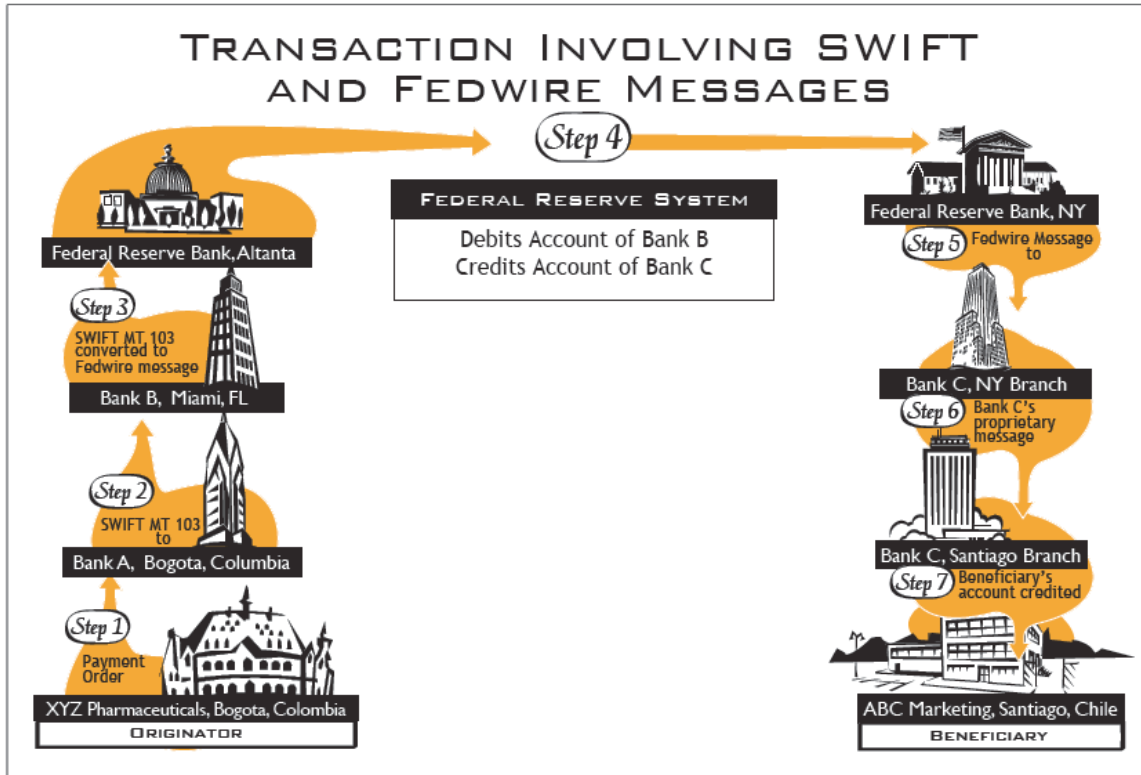 TRANSACTION INVOLVING SWIFT
AND FEDWIRE MESSAGES
Step 4
FEDERAL RESERVE SYSTEM
Debits Account of Bank B
Credits Account of Bank C
Federal Reserve Bank, Altanta
Step 3
SWIFT MT 103
converted to
Fedwire message
Bank B, Miami, FL
Step 2
SWIFT MT 103
to
Bank A, Bogota, Columbia
Step 1
Payment
Order
XYZ Pharmaceuticals, Bogota, Colombia
ORIGINATOR
Federal Reserve Bank, NY
Step 5
Fedwire Message
to
Bank C, NY Branch
Step 6
Bank C's
proprietary
message
Bank C, Santiago Branch
Step 7
Beneficiary's
account credited
ABC Marketing, Santiago, Chile
BENEFICIARY